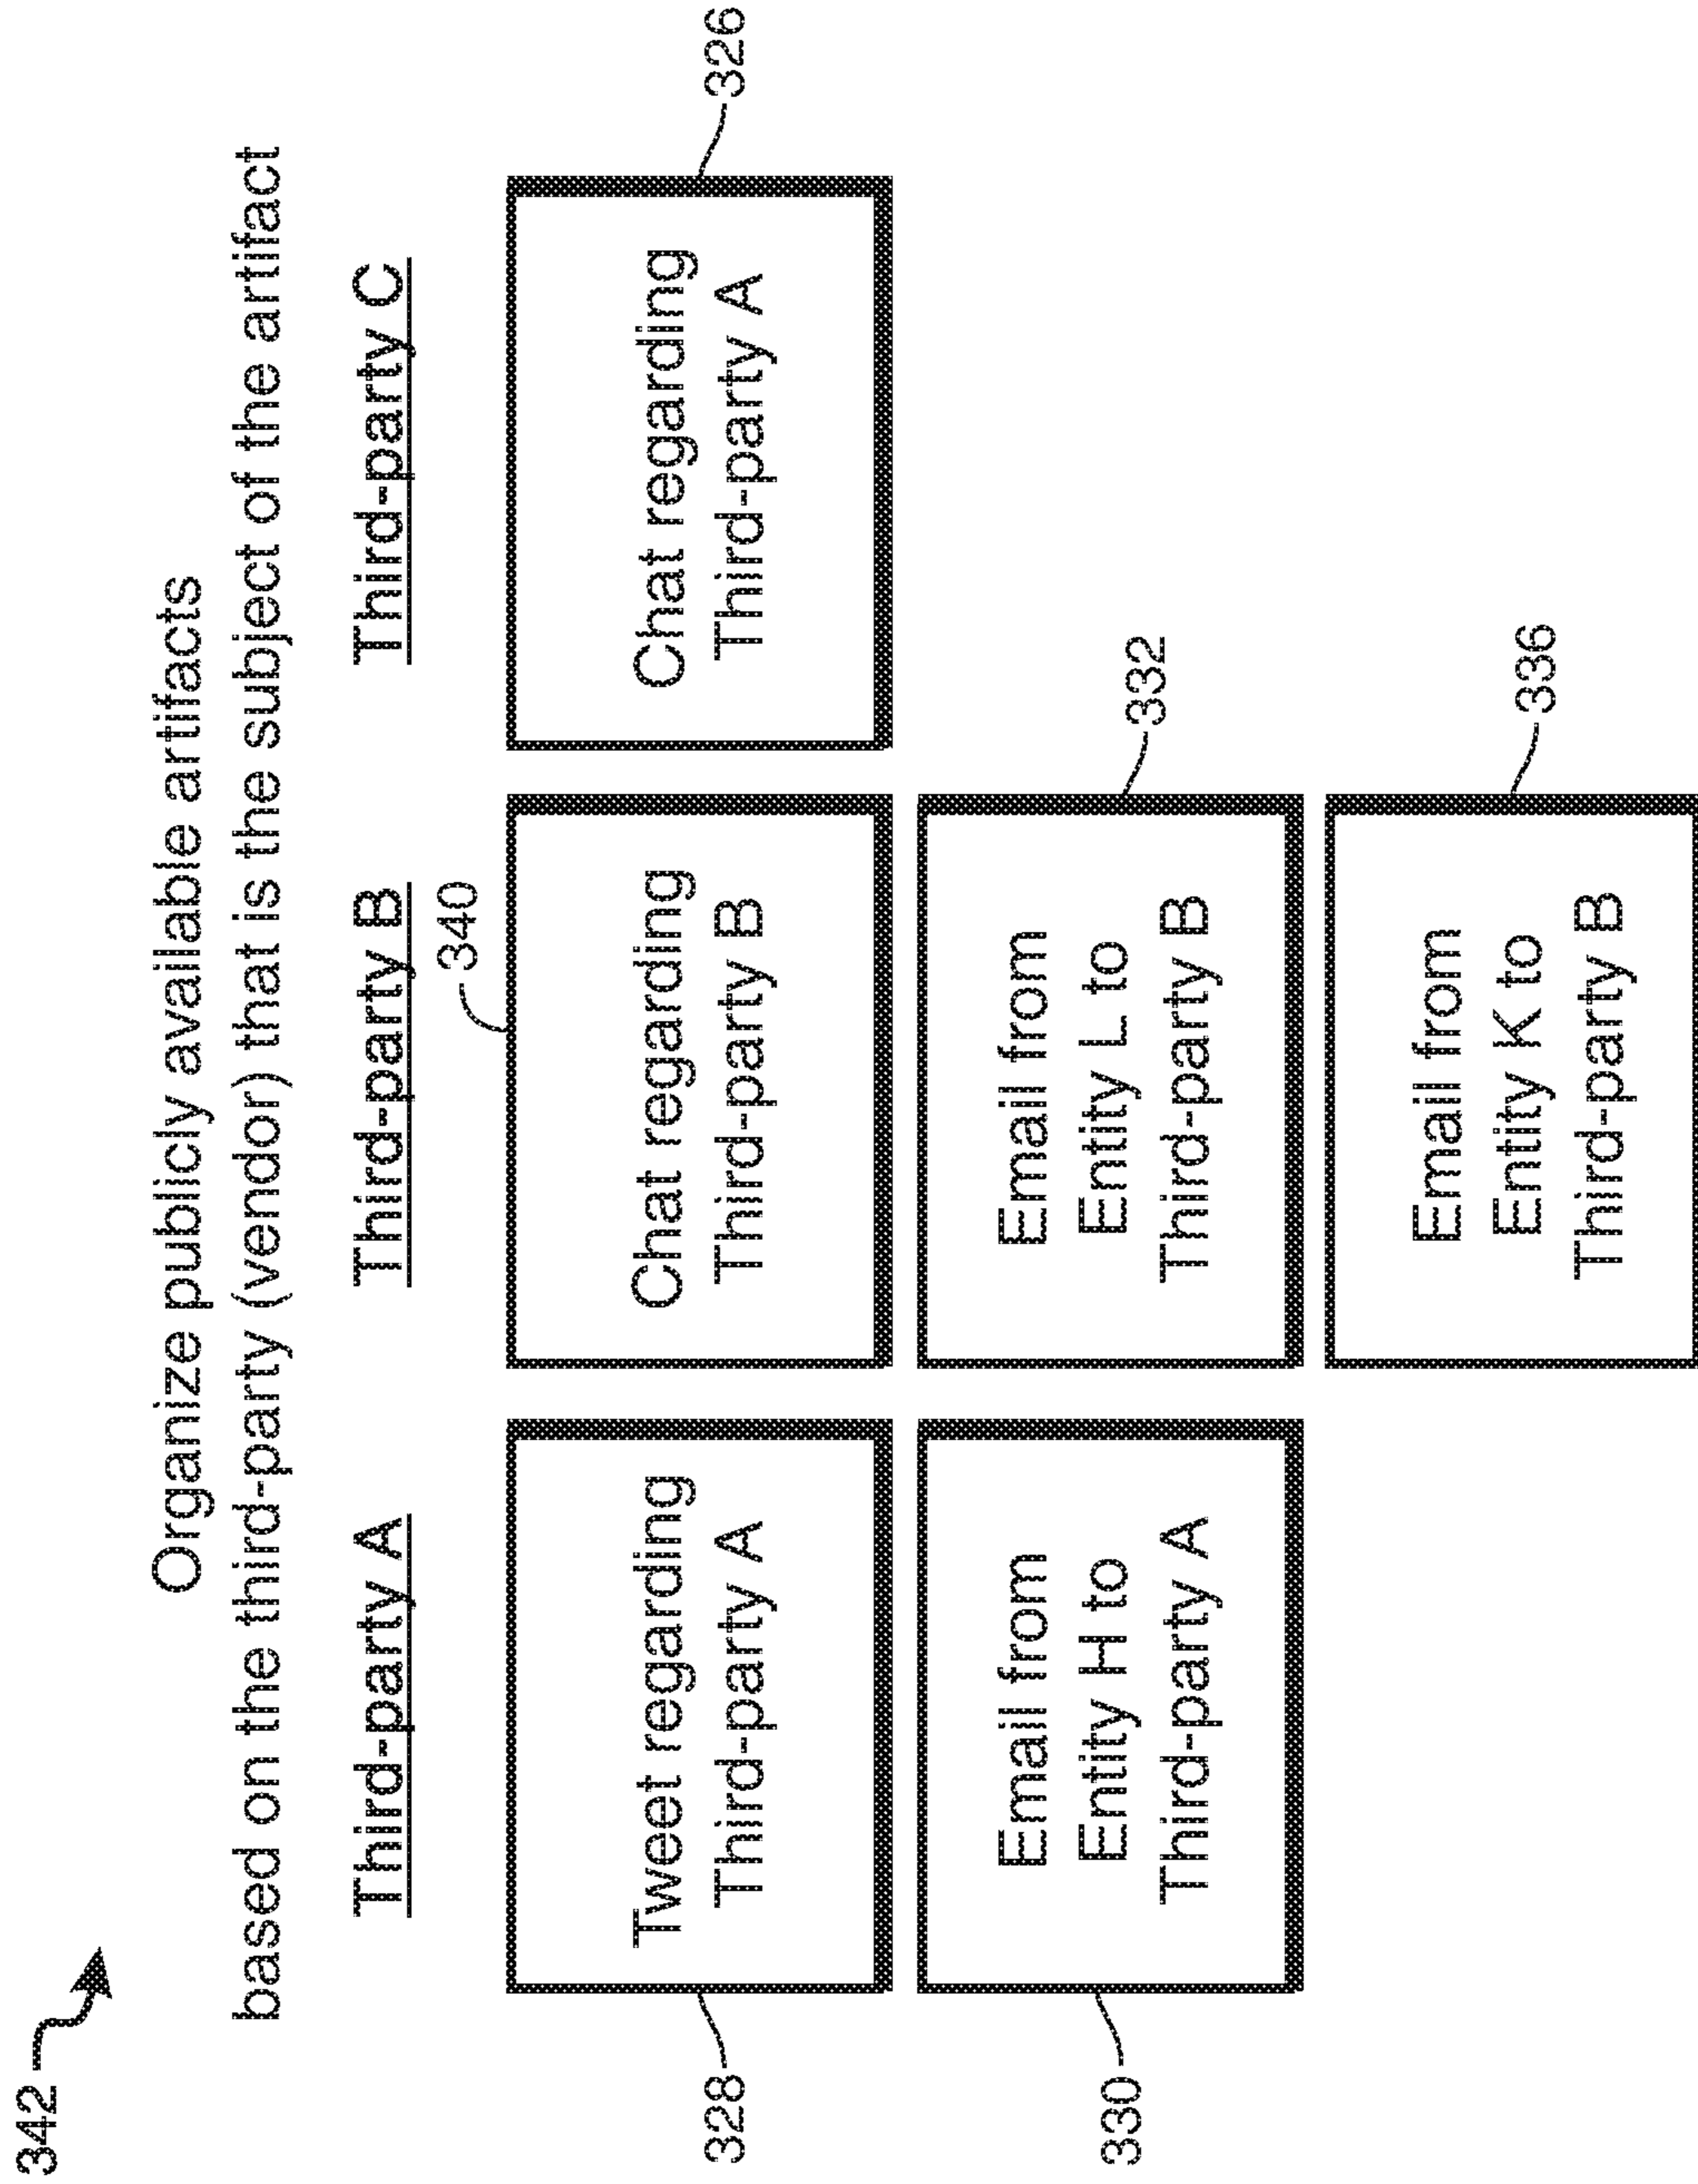 342
Organize publicly available artifacts
based on the third-party (vendor) that is the subject of the artifact
Third-party A
Third-party B
Third-party C
340
328
Tweet regarding
Third-party A
Chat regarding
Third-party B
Chat regarding
Third-party A
326
330
Email from
Entity H to
Third-party A
Email from
Entity L to
Third-party B
332
Email from
Entity K to
Third-party B
336